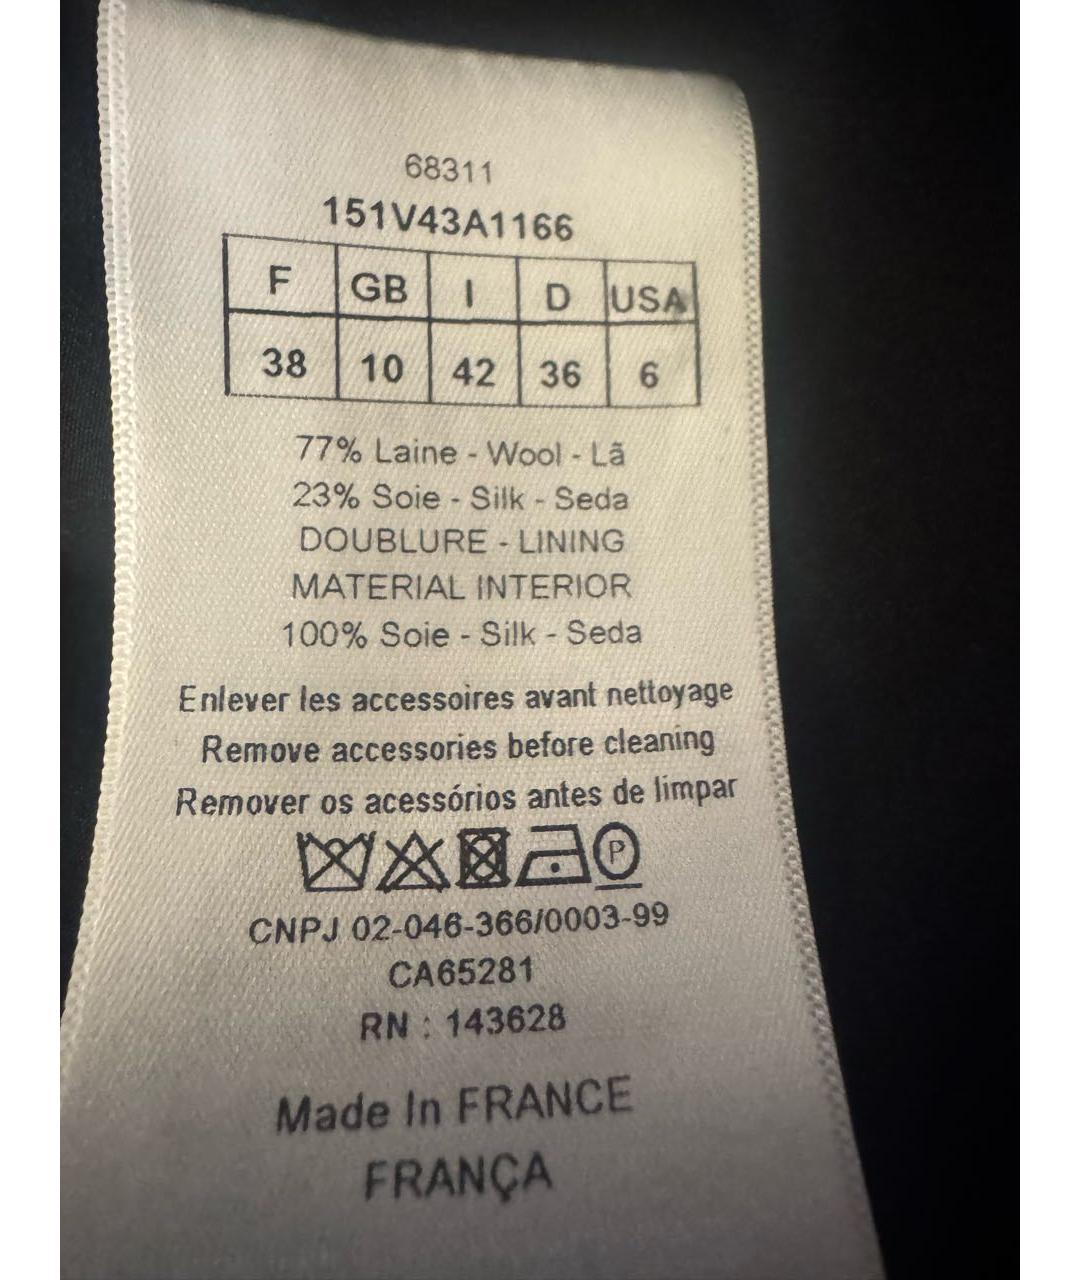 68311
151V43A1166
F GB I D USA
38 10 42 36 6
77% Laine - Wool - Lã
23% Soie - Silk - Seda
DOUBLURE - LINING
MATERIAL INTERIOR
100% Soie - Silk - Seda
Enlever les accessoires avant nettoyage
Remove accessories before cleaning
Remover os acessórios antes de limpar
P
CNPJ 02-046-366/0003-99
CA65281
RN : 143628
Made In FRANCE
FRANÇA